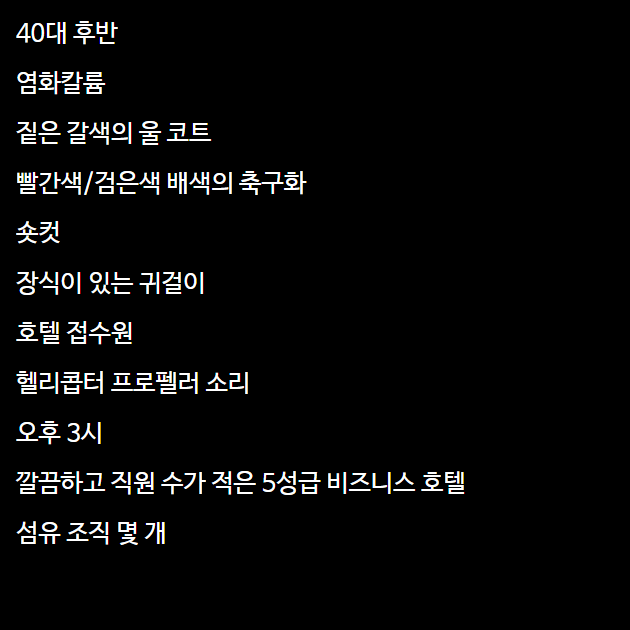 40대 후반
염화칼륨
짙은 갈색의 울 코트
빨간색/검은색 배색의 축구화
숏컷
장식이 있는 귀걸이
호텔 접수원
헬리콥터 프로펠러 소리
오후 3시
깔끔하고 직원 수가 적은 5성급 비즈니스 호텔
섬유 조직 몇 개